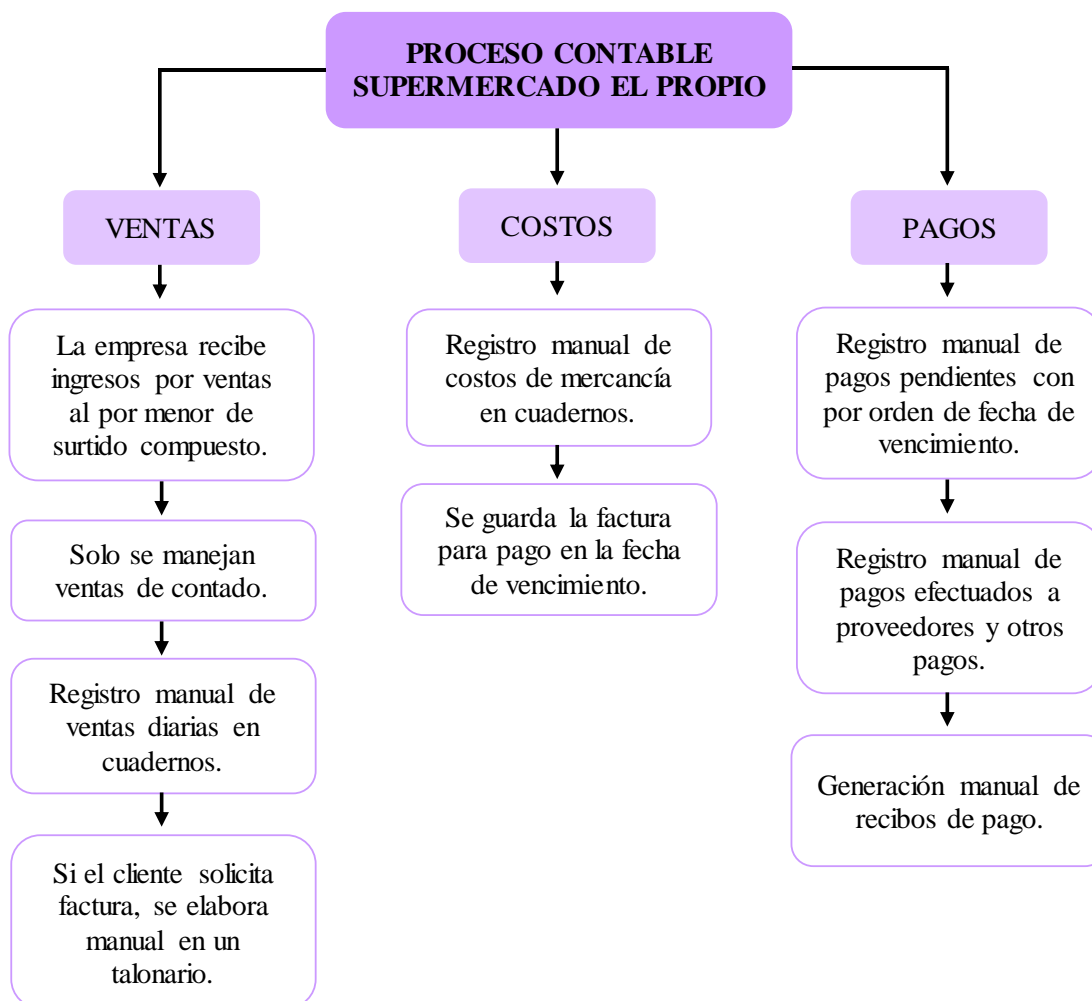 PROCESO CONTABLE
SUPERMERCADO EL PROPIO
VENTAS
La empresa recibe
ingresos por ventas
al por menor de
surtido compuesto.
Solo se manejan
ventas de contado.
Registro manual de
ventas diarias en
cuadernos.
Si el cliente solicita
factura, se elabora
manual en un
talonario.
COSTOS
Registro manual de
costos de mercancía
en cuadernos.
Se guarda la factura
para pago en la fecha
de vencimiento.
PAGOS
Registro manual de
pagos pendientes con
por orden de fecha de
vencimiento.
Registro manual de
pagos efectuados a
proveedores y otros
pagos.
Generación manual de
recibos de pago.